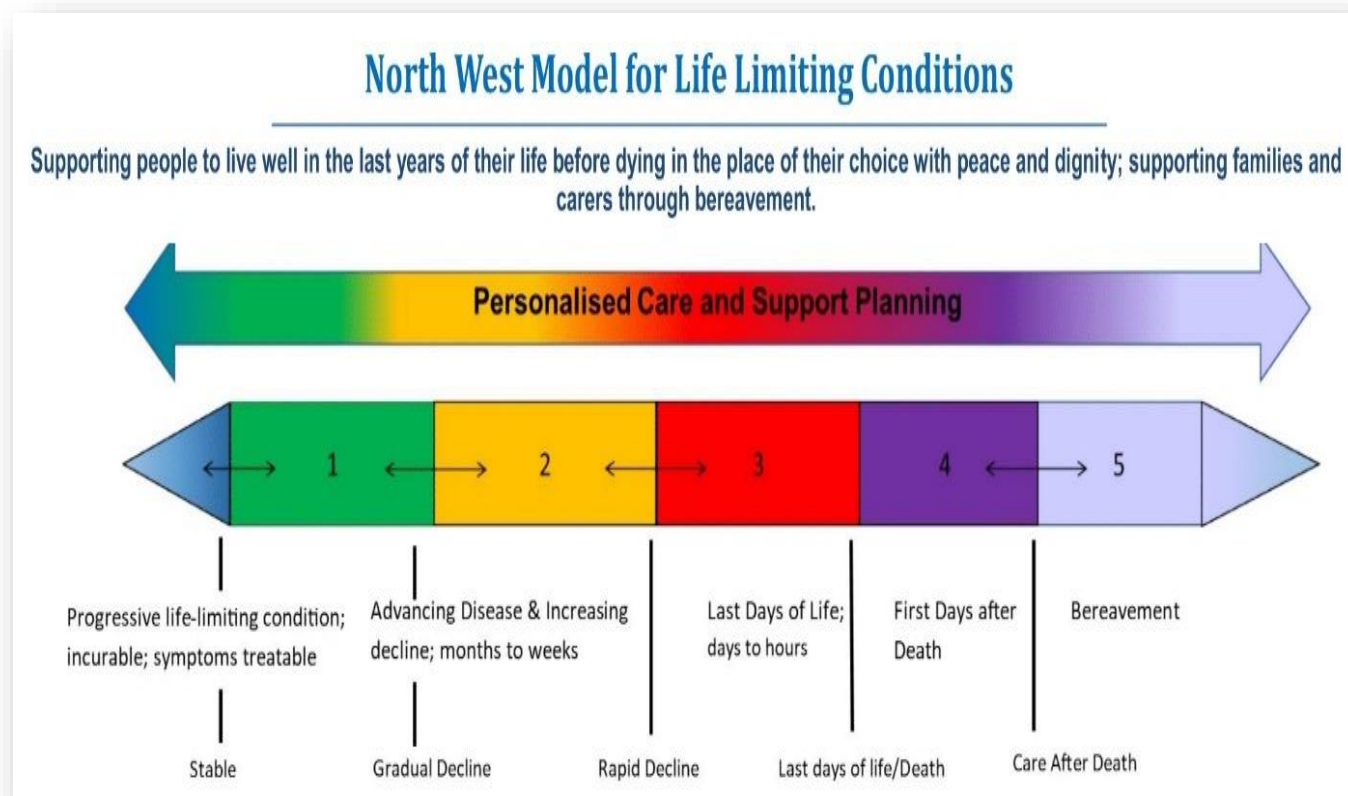 North West Model for Life Limiting Conditions
Supporting people to live well in the last years of their life before dying in the place of their choice with peace and dignity; supporting families and
carers through bereavement.
Personalised Care and Support Planning
1
2
3
4
5
Progressive life-limiting condition;
incurable; symptoms treatable
Advancing Disease & Increasing
decline; months to weeks
Last Days of Life;
days to hours
First Days after
Death
Bereavement
Stable
Gradual Decline
Rapid Decline
Last days of life/Death
Care After Death